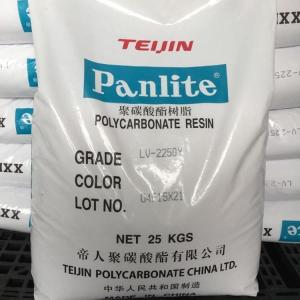 TEIJIN
Panlite®
聚碳酸酯树脂
POLYCARBONATE RESIN
GRADE LV-2250Y
COLOR
LOT NO.
NET 25 KGS
帝人聚碳酸酯有限公司
TEIJIN POLYCARBONATE CHINA LTD.
中华人民共和国制造